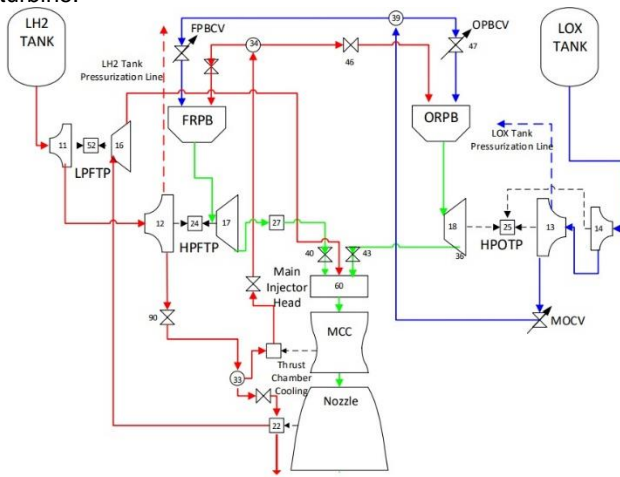 turbine.
LH2
TANK
LH2 Tank
Pressurization Line
FPBCV
34
46
39
OPBCV
47
LOX
TANK
FRPB
ORPB
LOX Tank
Pressurization Line
11
52
16
LPFTP
12
24
17
27
HPFTP
18
25
13
14
HPOTP
36
40
43
Main
Injector
Head
60
90
MCC
MOCV
33
Thrust
Chamber
Cooling
Nozzle
22